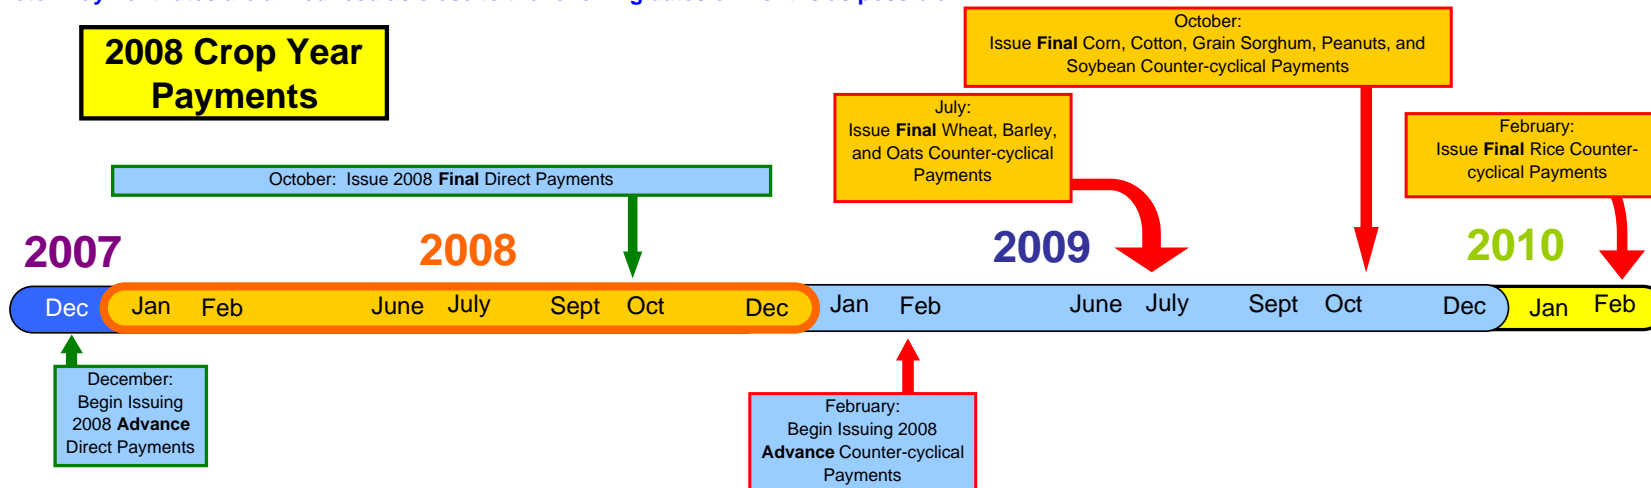 2008 Crop Year
Payments
October:
Issue Final Corn, Cotton, Grain Sorghum, Peanuts, and
Soybean Counter-cyclical Payments
July:
Issue Final Wheat, Barley,
and Oats Counter-cyclical
Payments
February:
Issue Final Rice Counter-
cyclical Payments
October: Issue 2008 Final Direct Payments
2007
2008
2009
2010
Dec Jan Feb June July Sept Oct Dec Jan Feb June July Sept Oct Dec Jan Feb
December:
Begin Issuing
2008 Advance
Direct Payments
February:
Begin Issuing 2008
Advance Counter-cyclical
Payments